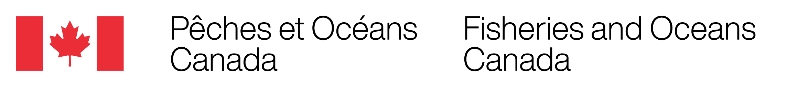 Pêches et Océans
Canada
Fisheries and Oceans
Canada